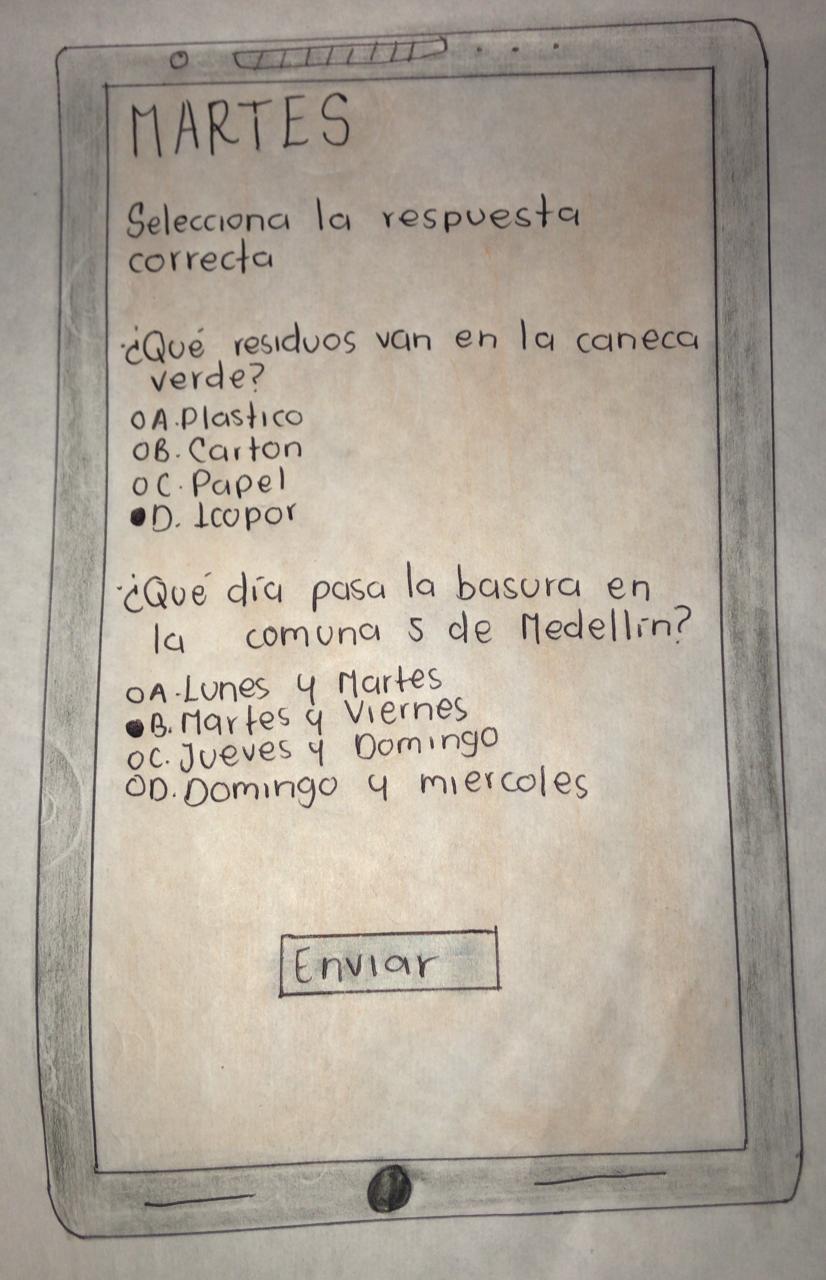 MARTES
Selecciona la respuesta
correcta
·¿Qué residuos van en la caneca
verde?
O A. Plastico
O B. Carton
O C. Papel
● D. Icopor
·¿Qué día pasa la basura en
la comuna 5 de Medellín?
O A. Lunes y Martes
● B. Martes y Viernes
O C. Jueves y Domingo
O D. Domingo y miercoles
Enviar